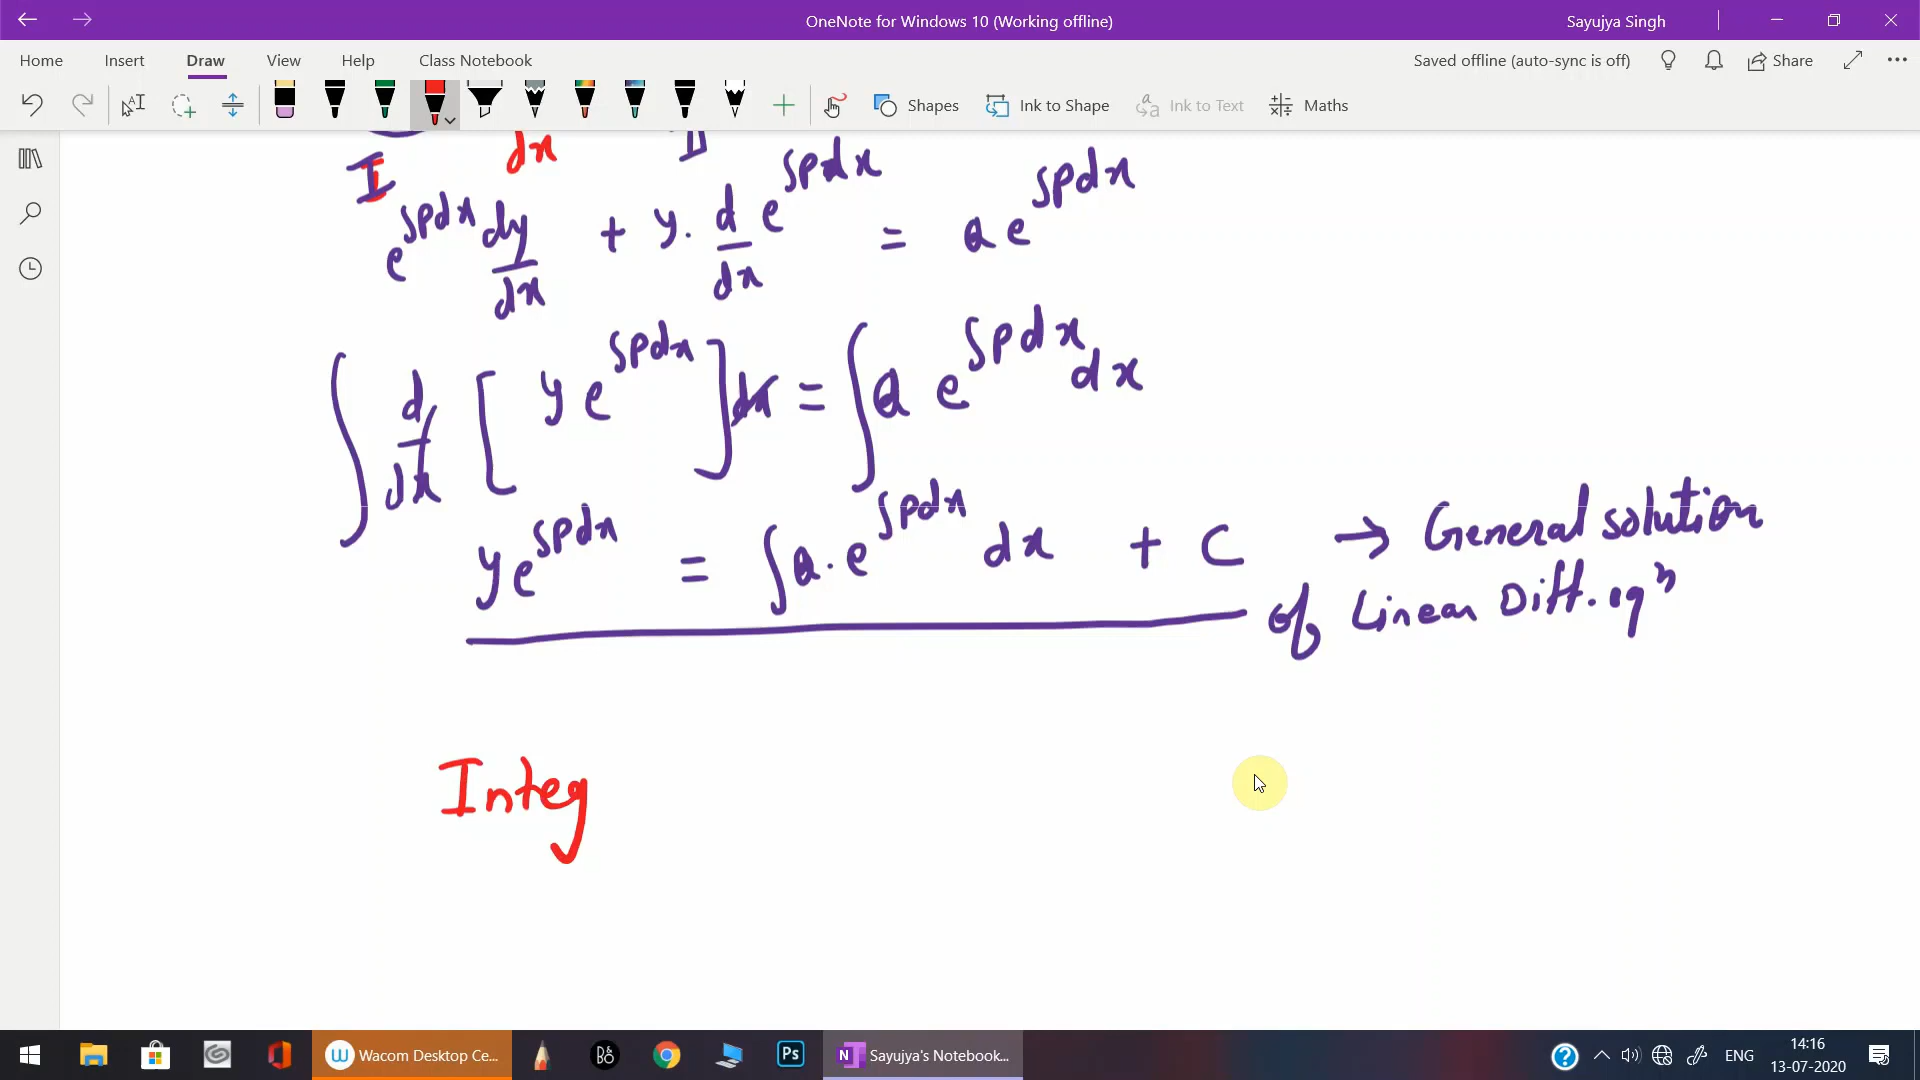 OneNote for Windows 10 (Working offline)
Sayujya Singh
Home Insert Draw View Help Class Notebook
Saved offline (auto-sync is off) Share
Shapes Ink to Shape Ink to Text Maths
I dx II
e^∫pdx dy/dx + y. d/dx e^∫pdx = Q e^∫pdx
∫ d/dx [ y e^∫pdx ] dx = ∫ Q e^∫pdx dx
y e^∫pdx = ∫ Q. e^∫pdx dx + C → General solution
of Linear Diff. eqn
Integ
Wacom Desktop Ce...
Sayujya's Notebook...
ENG
14:16
13-07-2020